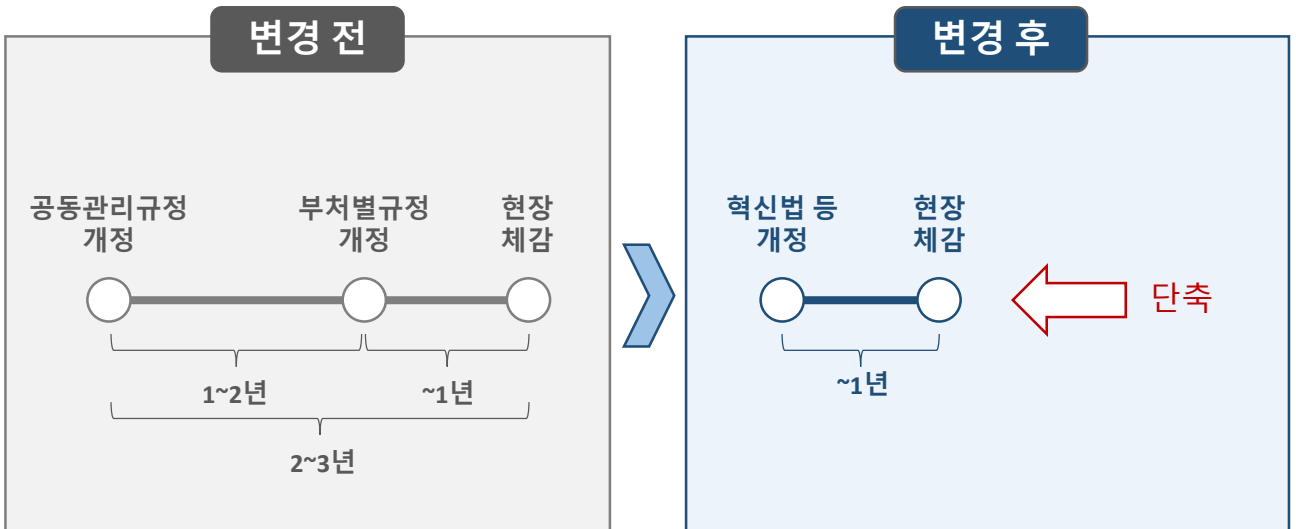 변경 전
공동관리규정
개정
부처별규정
개정
현장
체감
1~2년
~1년
2~3년
변경 후
혁신법 등
개정
현장
체감
~1년
단축